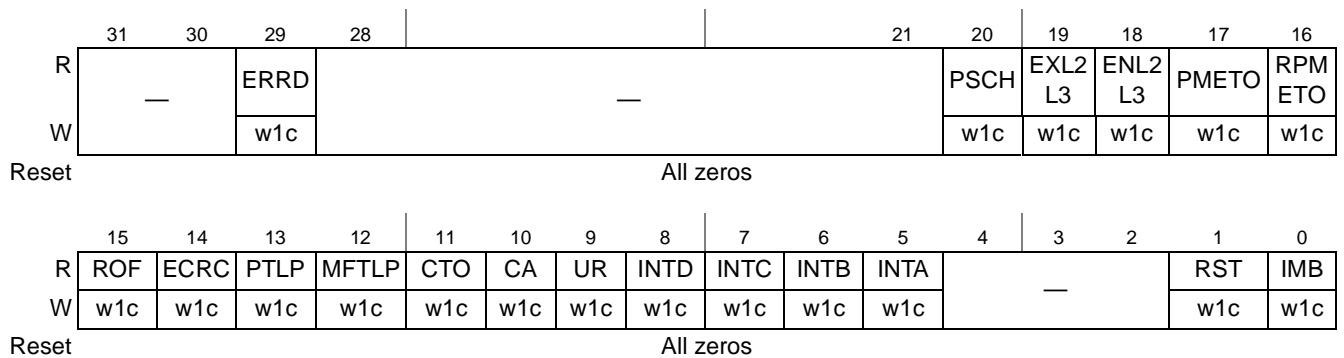 31 30 29 28 21 20 19 18 17 16
R — ERRD — PSCH EXL2 L3 ENL2 L3 PMETO RPM ETO
W w1c w1c w1c w1c w1c w1c
Reset All zeros
15 14 13 12 11 10 9 8 7 6 5 4 3 2 1 0
R ROF ECRC PTLP MFTLP CTO CA UR INTD INTC INTB INTA — RST IMB
W w1c w1c w1c w1c w1c w1c w1c w1c w1c w1c w1c w1c w1c
Reset All zeros